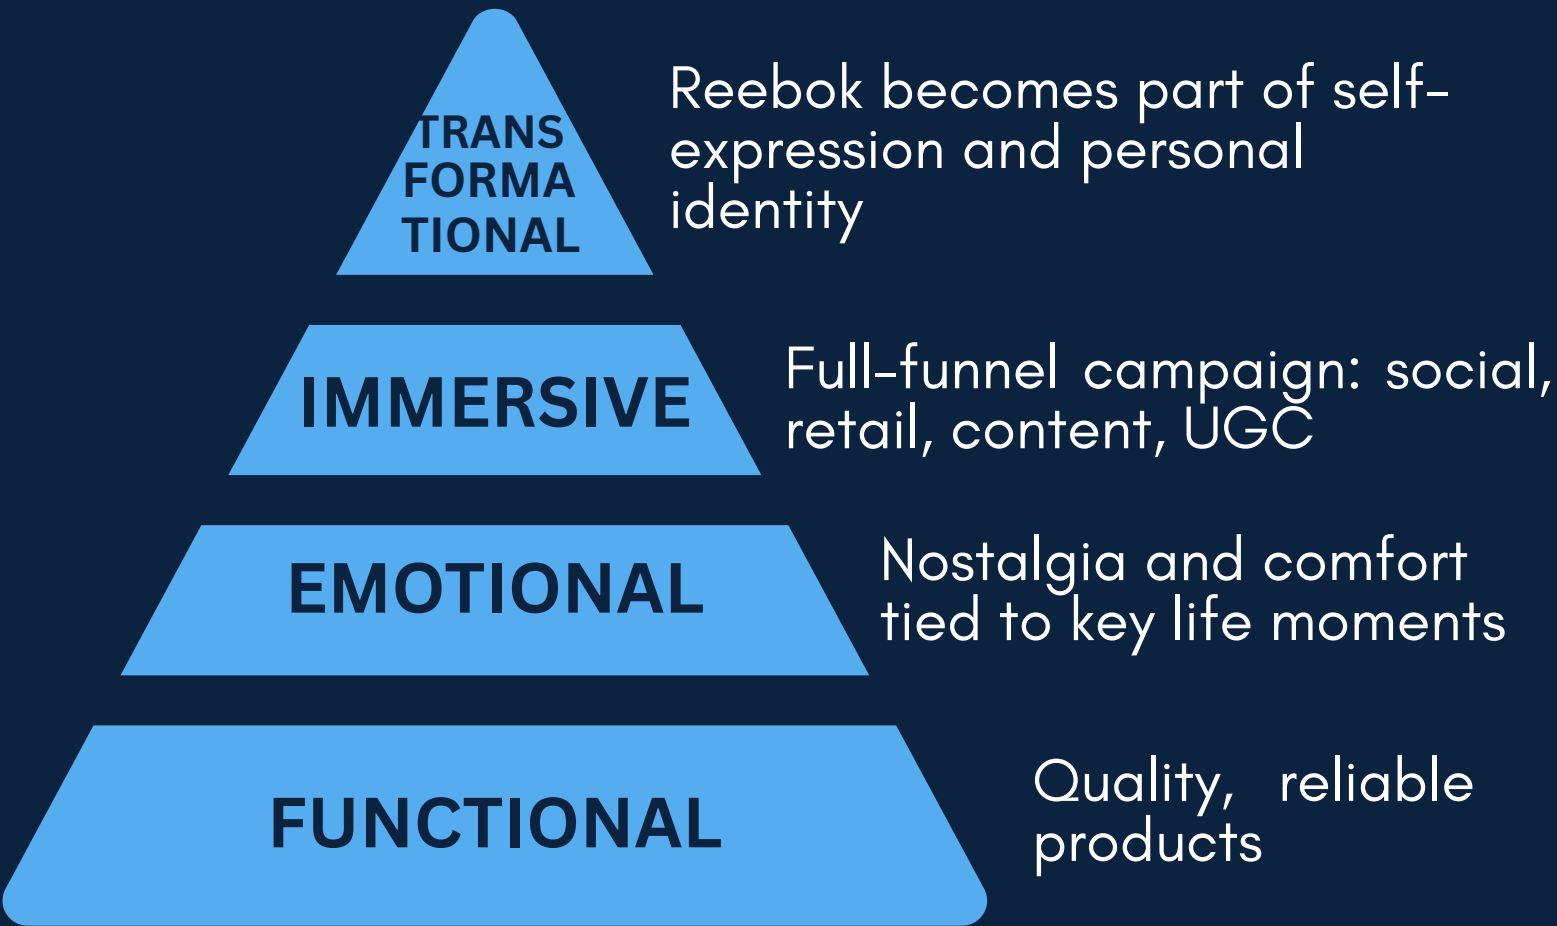 TRANS
FORMA
TIONAL
Reebok becomes part of self-
expression and personal
identity
IMMERSIVE
Full-funnel campaign: social,
retail, content, UGC
EMOTIONAL
Nostalgia and comfort
tied to key life moments
FUNCTIONAL
Quality, reliable
products